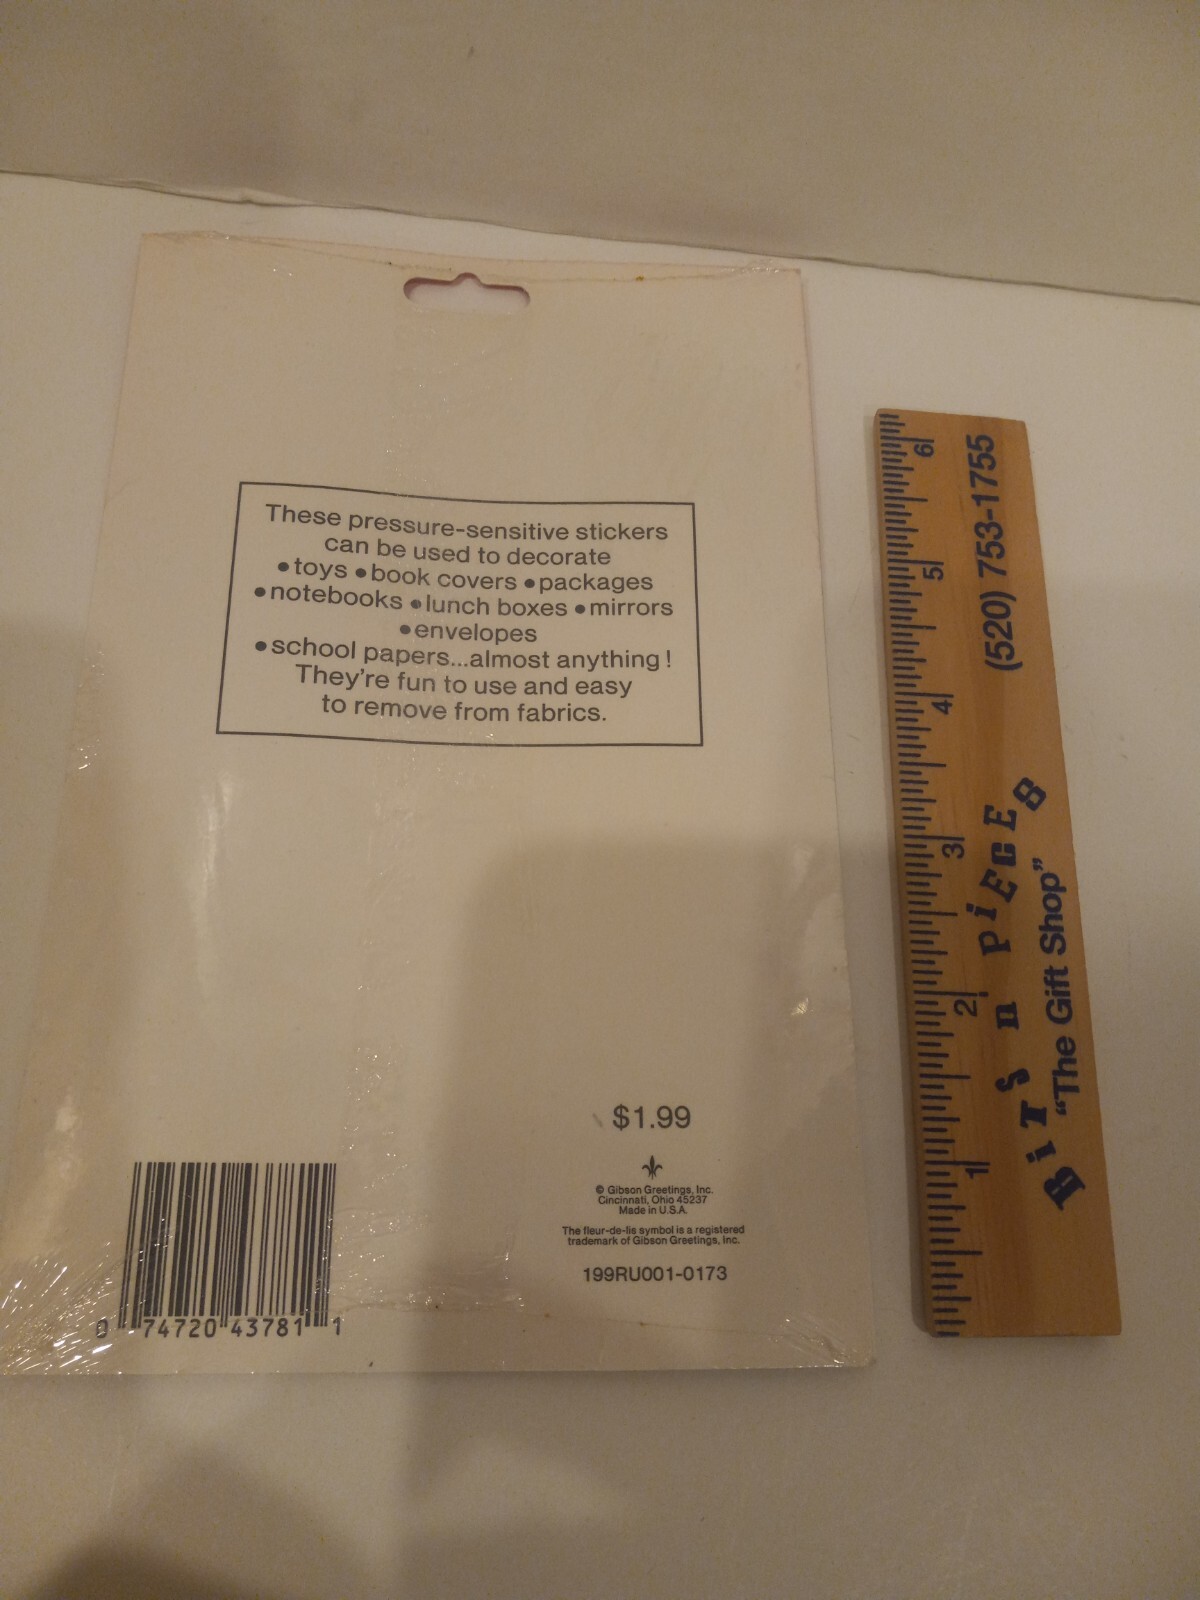 These pressure-sensitive stickers
can be used to decorate
•toys •book covers •packages
•notebooks •lunch boxes •mirrors
•envelopes
•school papers...almost anything!
They're fun to use and easy
to remove from fabrics.
$1.99
© Gibson Greetings, Inc.
Cincinnati, Ohio 45237
Made in U.S.A.
The fleur-de-lis symbol is a registered
trademark of Gibson Greetings, Inc.
199RU001-0173
0 74720 43781 1
BiTS n PiECE8
"The Gift Shop"
(520) 753-1755
1 2 3 4 5 6